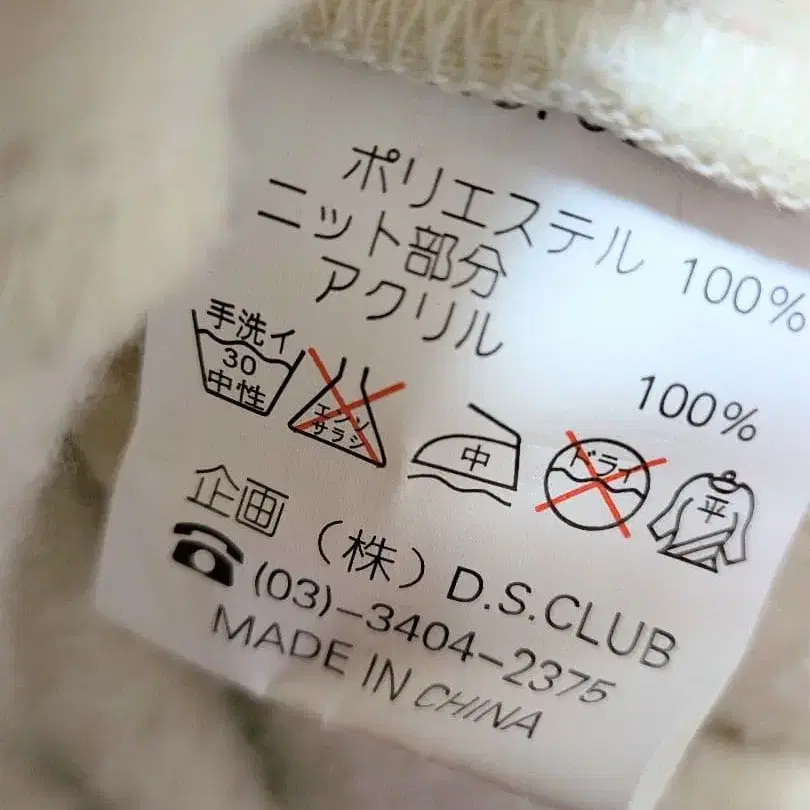 ポリエステル 100%
ニット部分
アクリル 100%
手洗イ
30
中性
エンソ
サラシ
中
ドライ
平
企画 (株) D.S.CLUB
(03)-3404-2375
MADE IN CHINA